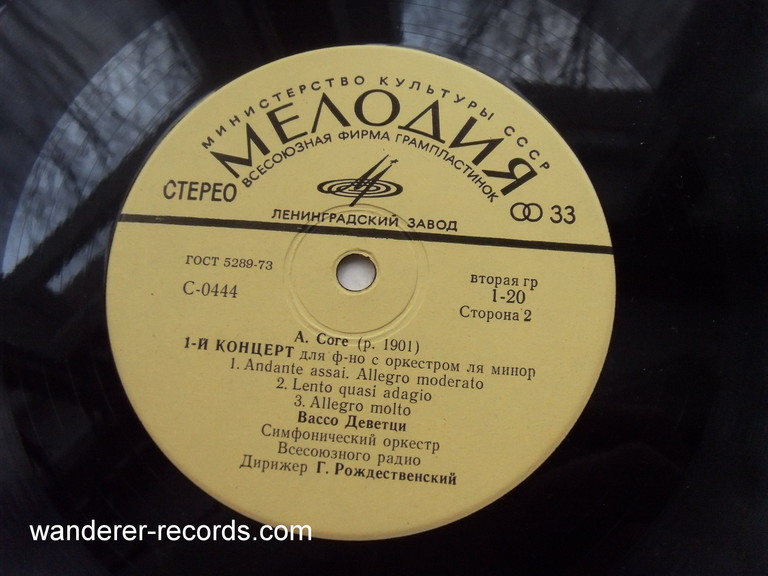 МИНИСТЕРСТВО КУЛЬТУРЫ СССР
МЕЛОДИЯ
ВСЕСОЮЗНАЯ ФИРМА ГРАМПЛАСТИНОК
СТЕРЕО
33
ЛЕНИНГРАДСКИЙ ЗАВОД
ГОСТ 5289-73
вторая гр
С-0444
1-20
Сторона 2
А. Соге (р. 1901)
1-Й КОНЦЕРТ для ф-но с оркестром ля минор
1. Andante assai. Allegro moderato
2. Lento quasi adagio
3. Allegro molto
Вассо Деветци
Симфонический оркестр
Всесоюзного радио
Дирижер Г. Рождественский
wanderer-records.com